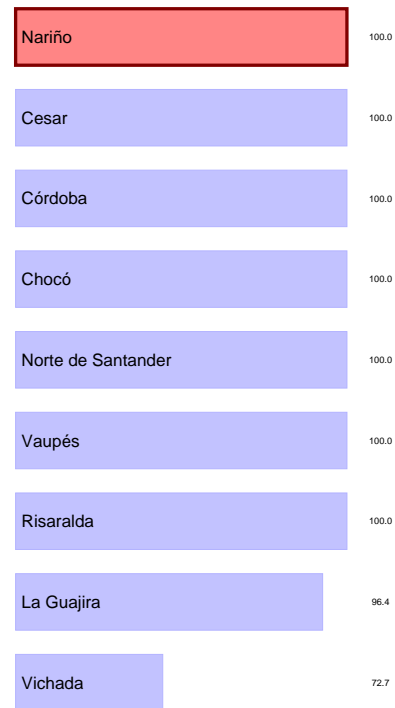 Nariño 100.0
Cesar 100.0
Córdoba 100.0
Chocó 100.0
Norte de Santander 100.0
Vaupés 100.0
Risaralda 100.0
La Guajira 96.4
Vichada 72.7